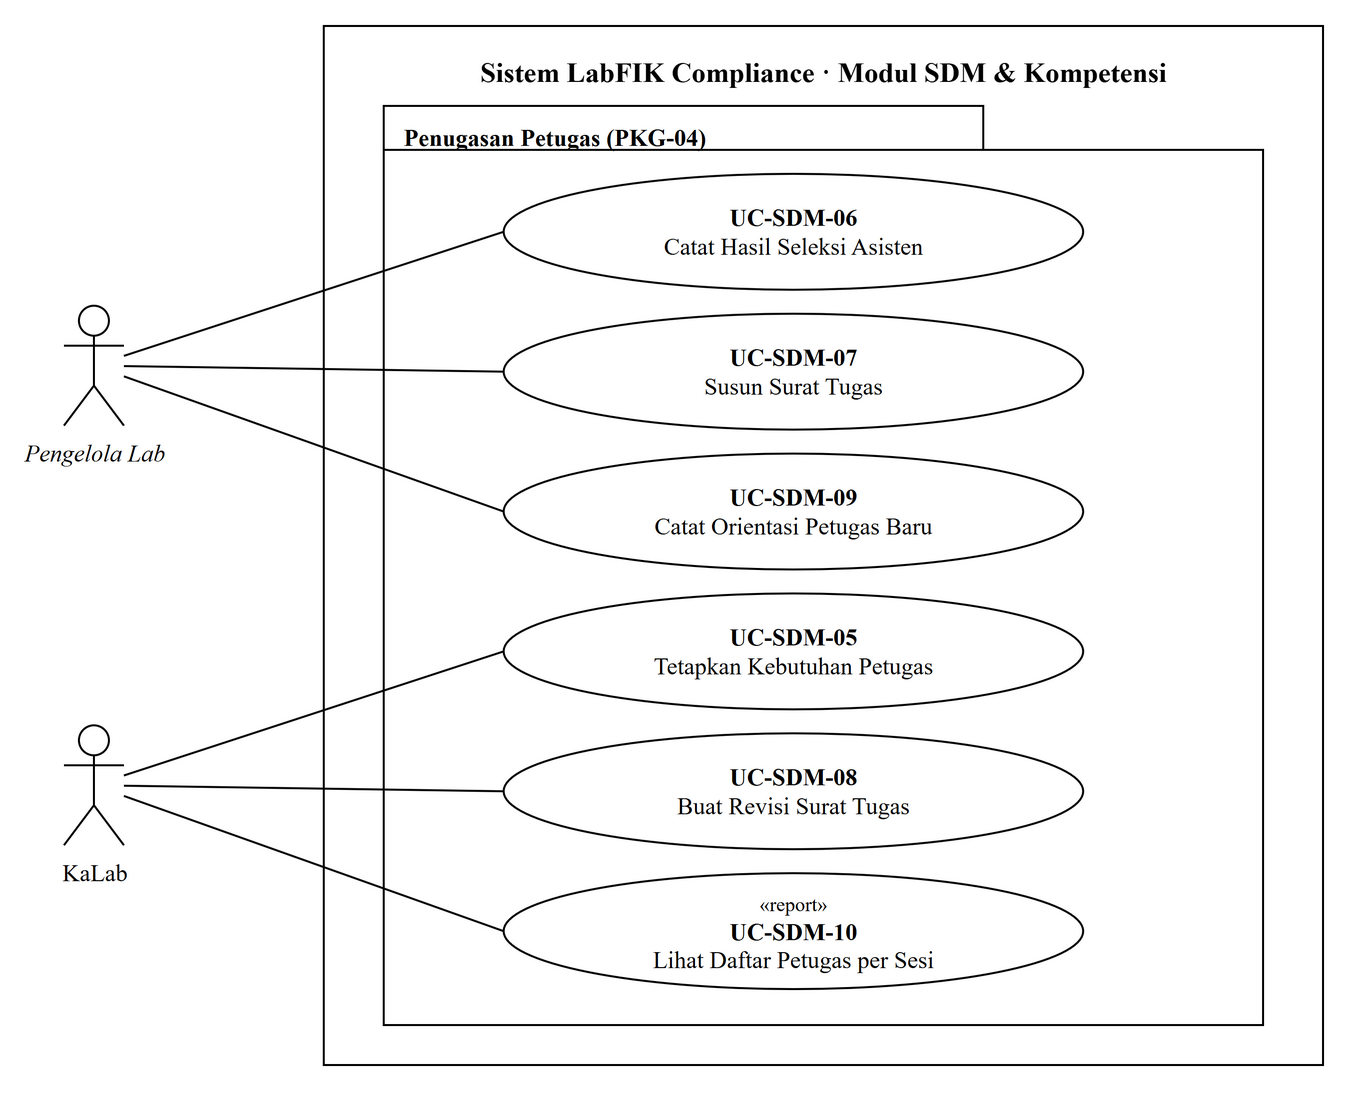 Sistem LabFIK Compliance · Modul SDM & Kompetensi
Penugasan Petugas (PKG-04)
UC-SDM-06
Catat Hasil Seleksi Asisten
UC-SDM-07
Susun Surat Tugas
Pengelola Lab
UC-SDM-09
Catat Orientasi Petugas Baru
UC-SDM-05
Tetapkan Kebutuhan Petugas
UC-SDM-08
Buat Revisi Surat Tugas
KaLab
«report»
UC-SDM-10
Lihat Daftar Petugas per Sesi